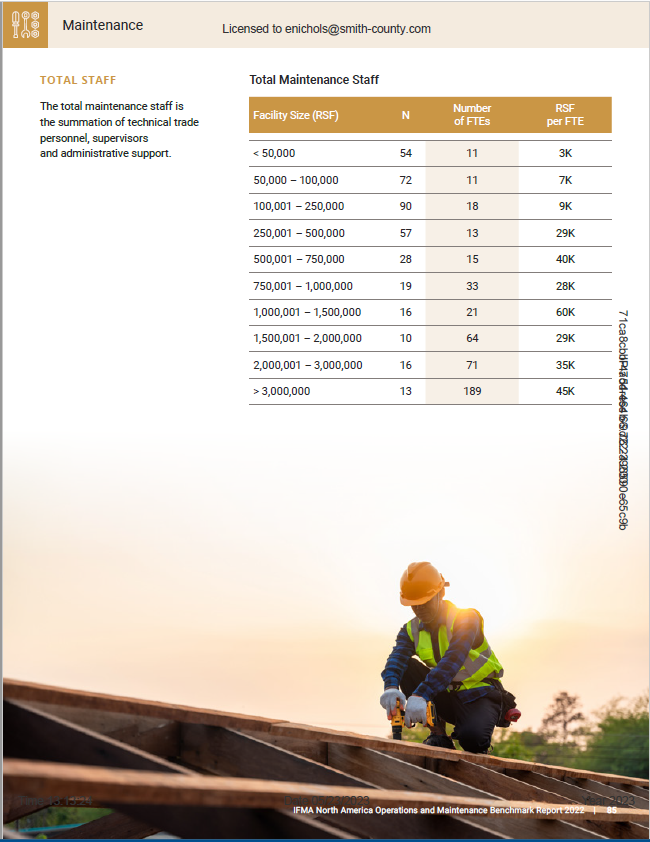 Maintenance
Licensed to enichols@smith-county.com
TOTAL STAFF
The total maintenance staff is
the summation of technical trade
personnel, supervisors
and administrative support.
Total Maintenance Staff
Facility Size (RSF) N Number of FTEs RSF per FTE
< 50,000 54 11 3K
50,000 – 100,000 72 11 7K
100,001 – 250,000 90 18 9K
250,001 – 500,000 57 13 29K
500,001 – 750,000 28 15 40K
750,001 – 1,000,000 19 33 28K
1,000,001 – 1,500,000 16 21 60K
1,500,001 – 2,000,000 10 64 29K
2,000,001 – 3,000,000 16 71 35K
> 3,000,000 13 189 45K
IFMA North America Operations and Maintenance Benchmark Report 2022 | 85